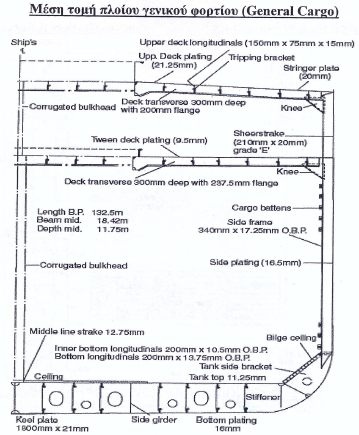 Μέση τομή πλοίου γενικού φορτίου (General Cargo)
Ship's
℄
Upper deck longitudinals (150mm x 75mm x 15mm)
Upp. Deck plating
(21.25mm)
Tripping bracket
Stringer plate
(20mm)
Corrugated bulkhead
Deck transverse 300mm deep
with 200mm flange
Knee
Tween deck plating (9.5mm)
Sheerstrake
(210mm x 20mm)
grade 'E'
Knee
Deck transverse 300mm deep with 237.5mm flange
Length B.P. 132.5m
Beam mid. 18.42m
Depth mid. 11.75m
Cargo battens
Side frame
340mm x 17.25mm O.B.P.
Corrugated bulkhead
Side plating (16.5mm)
Middle line strake 12.75mm
Bilge ceiling
Inner bottom longitudinals 200mm x 10.5mm O.B.P.
Bottom longitudinals 200mm x 13.75mm O.B.P.
Tank side bracket
Ceiling
Tank top 11.25mm
Stiffener
Keel plate
1800mm x 21mm
Side girder
Bottom plating
16mm